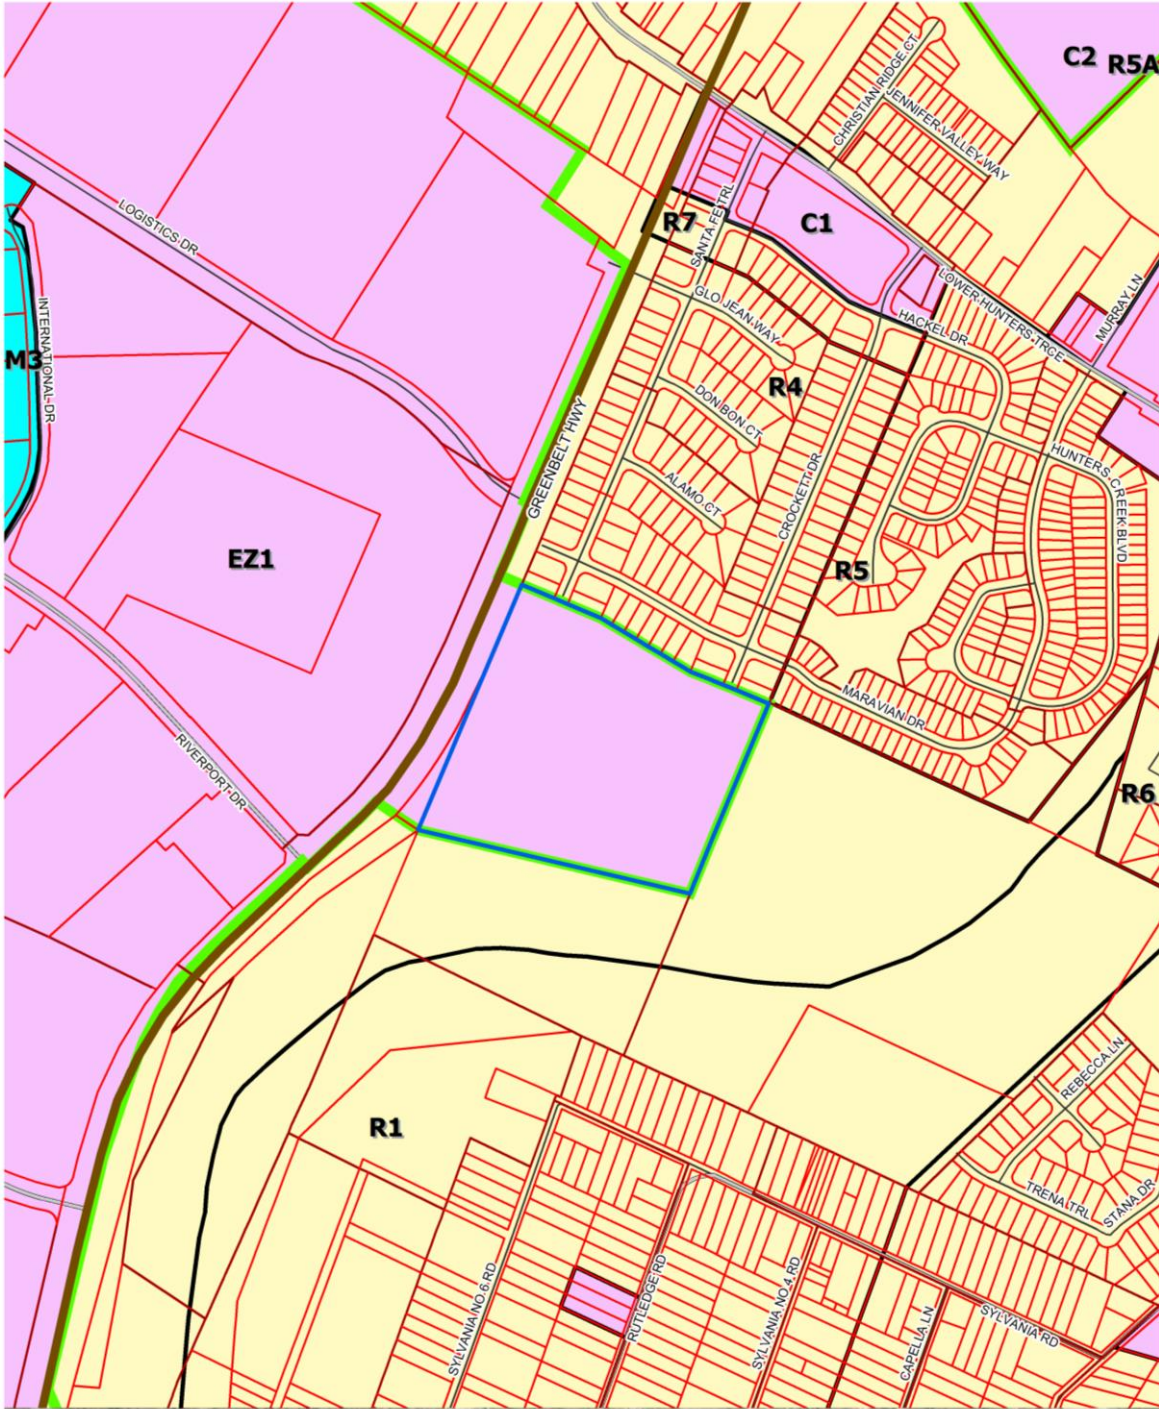 C2
R5A
CHRISTIAN RIDGE CT
JENNIFER VALLEY WAY
LOGISTICS DR
R7
SANTA FE TRL
C1
LOWER HUNTERS TRCE
MURRAY LN
INTERNATIONAL DR
M3
GLO JEAN WAY
HACKEL DR
R4
DON BON CT
GREENBELT HWY
ALAMO CT
CROCKETT DR
HUNTERS CREEK BLVD
EZ1
R5
MARAVIAN DR
RIVERPORT DR
R6
REBECCA LN
R1
TRENA TRL
STANA DR
SYLVANIA NO 6 RD
RUTLEDGE RD
SYLVANIA NO 4 RD
CAPELLA LN
SYLVANIA RD